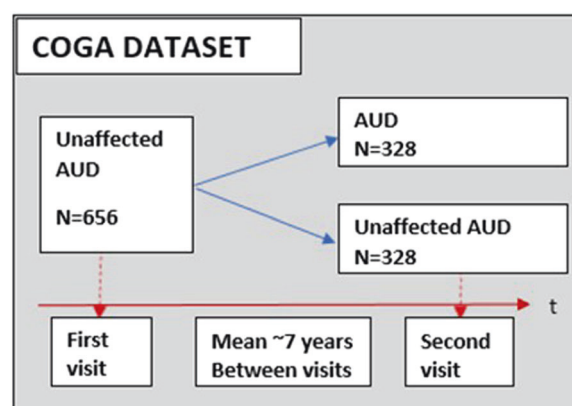 COGA DATASET
Unaffected
AUD
N=656
AUD
N=328
Unaffected AUD
N=328
t
First
visit
Mean ~7 years
Between visits
Second
visit